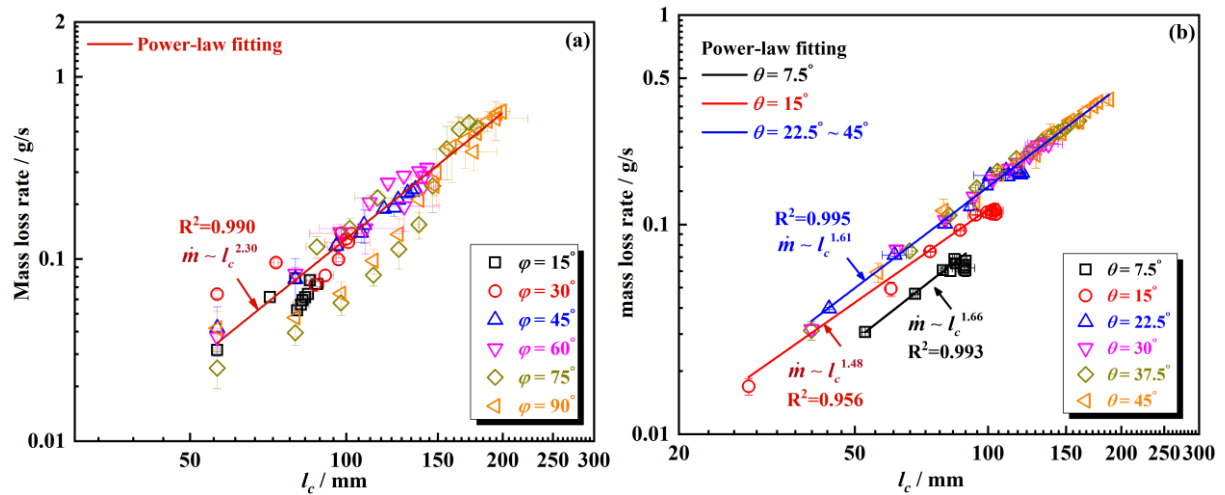 Power-law fitting
(a)
R²=0.990
ṁ ~ l_c^2.30
φ = 15°
φ = 30°
φ = 45°
φ = 60°
φ = 75°
φ = 90°
2
1
0.1
0.01
Mass loss rate / g/s
50
100
150
200
250
300
l_c / mm
(b)
Power-law fitting
θ = 7.5°
θ = 15°
θ = 22.5° ~ 45°
R²=0.995
ṁ ~ l_c^1.61
ṁ ~ l_c^1.66
R²=0.993
ṁ ~ l_c^1.48
R²=0.956
θ = 7.5°
θ = 15°
θ = 22.5°
θ = 30°
θ = 37.5°
θ = 45°
1
0.5
0.1
0.01
mass loss rate / g/s
20
50
100
150
200
250
300
l_c / mm